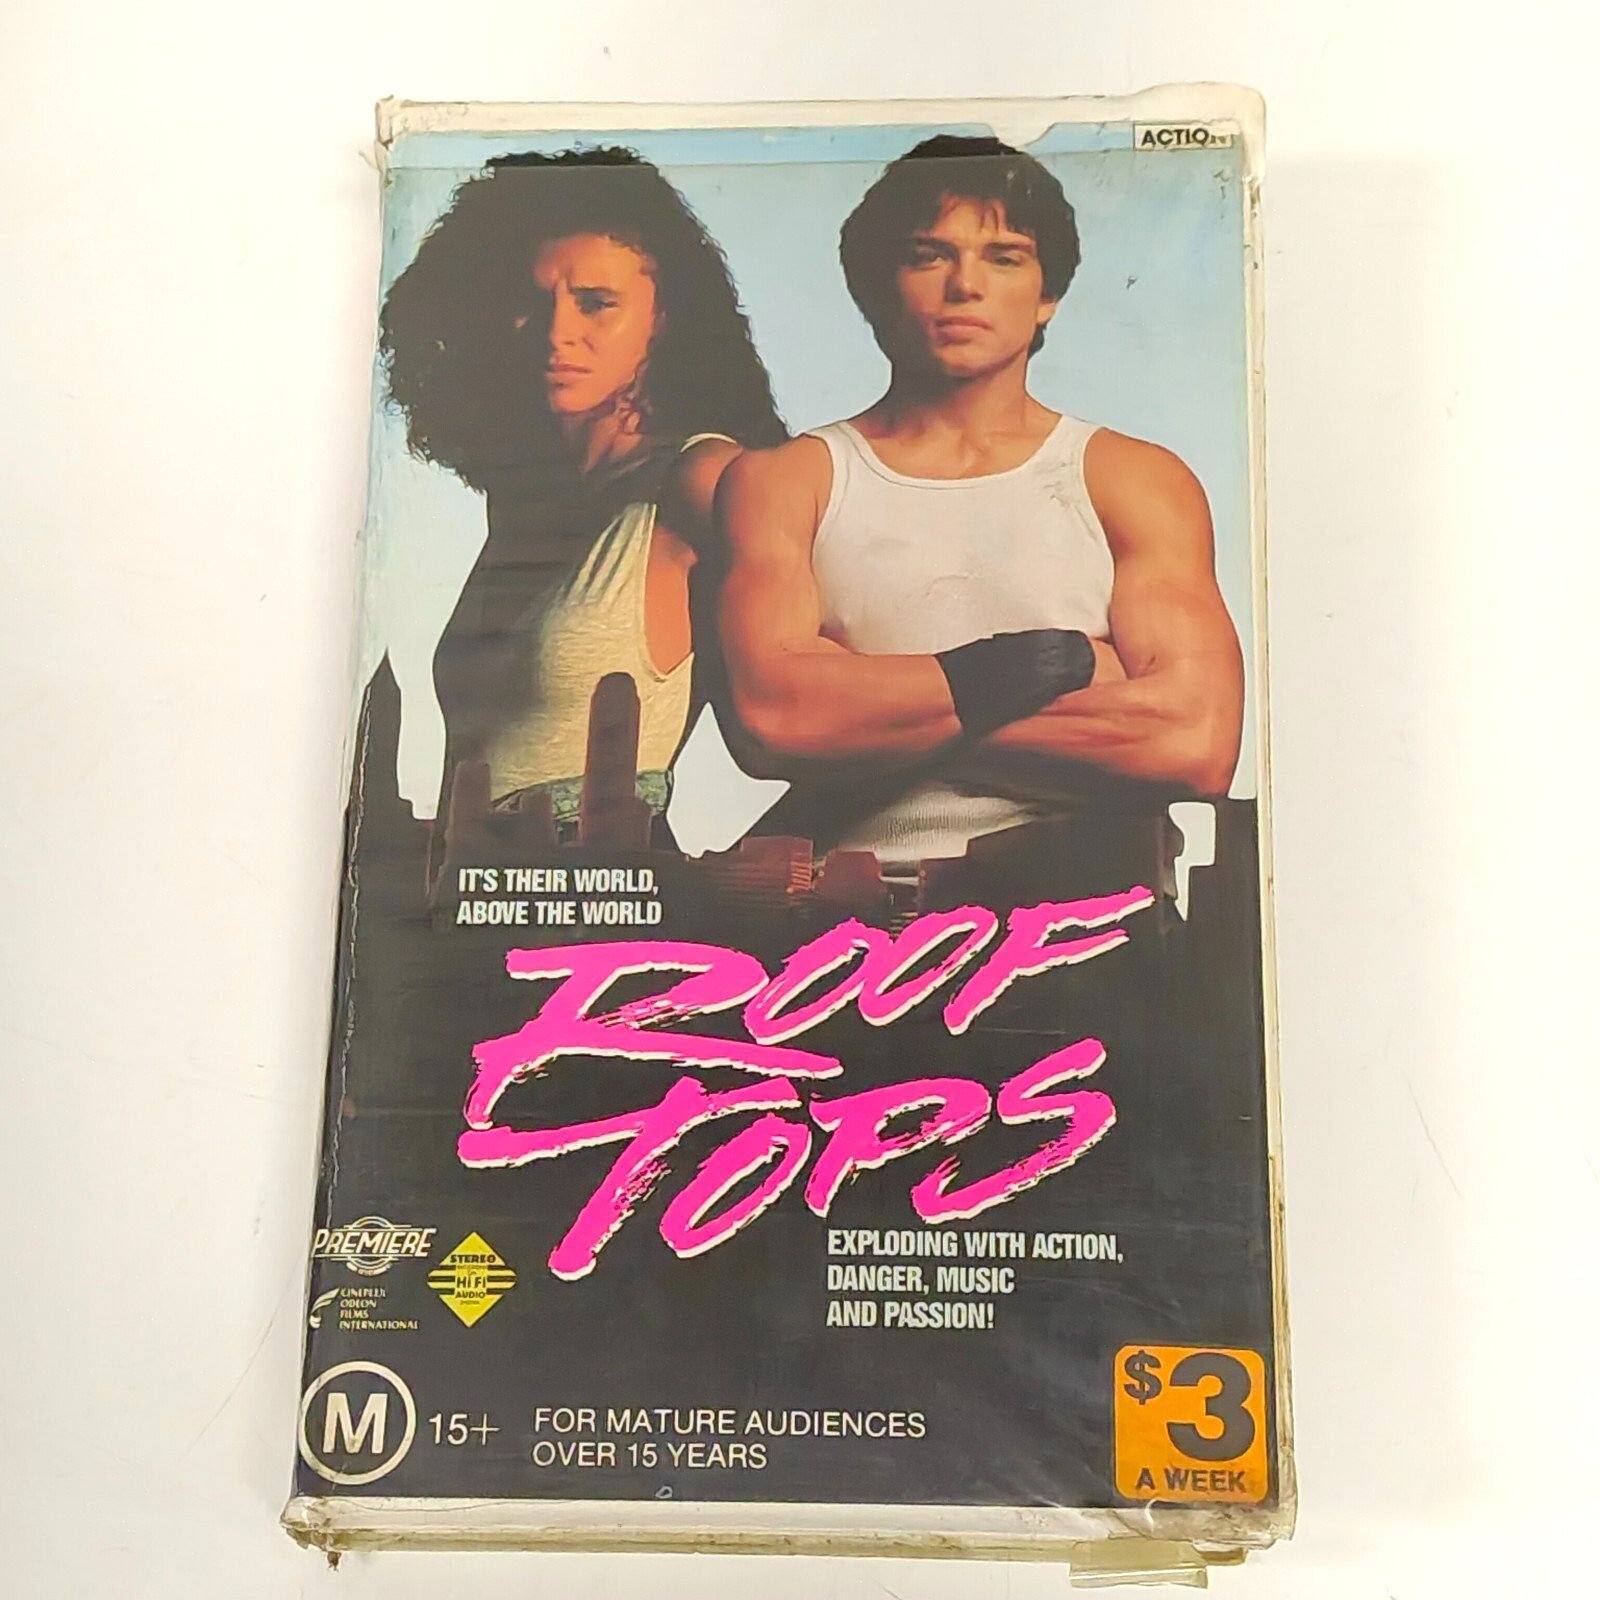 ACTION
IT'S THEIR WORLD,
ABOVE THE WORLD
ROOF
TOPS
EXPLODING WITH ACTION,
DANGER, MUSIC
AND PASSION!
PREMIERE
CINEPLEX
ODEON
FILMS
INTERNATIONAL
STEREO
HI FI
AUDIO
M 15+
FOR MATURE AUDIENCES
OVER 15 YEARS
$3
A WEEK